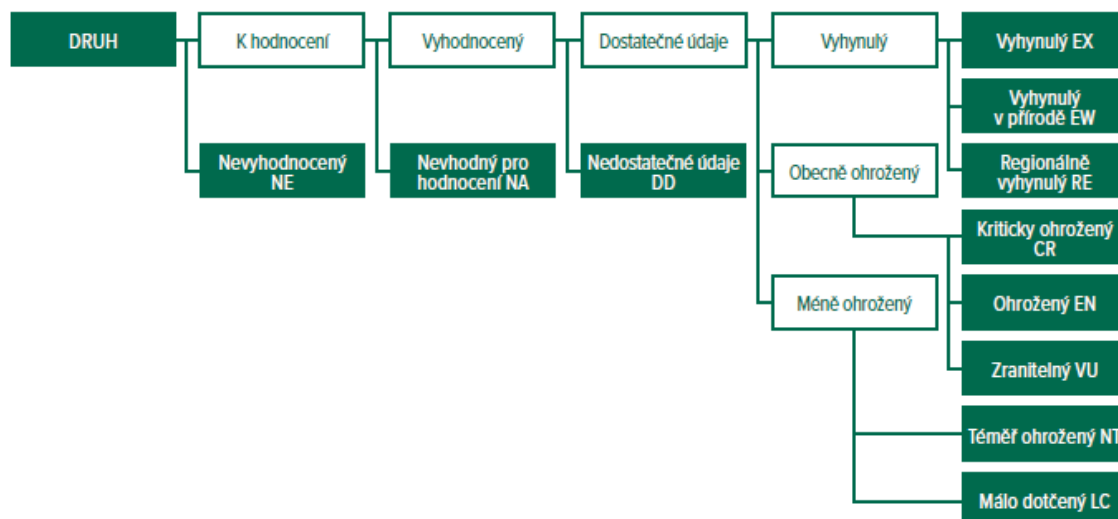 DRUH
K hodnocení
Vyhodnocený
Dostatečné údaje
Vyhynulý
Vyhynulý EX
Vyhynulý
v přírodě EW
Nevyhodnocený
NE
Nevhodný pro
hodnocení NA
Nedostatečné údaje
DD
Obecně ohrožený
Regionálně
vyhynulý RE
Kriticky ohrožený
CR
Méně ohrožený
Ohrožený EN
Zranitelný VU
Téměř ohrožený NT
Málo dotčený LC